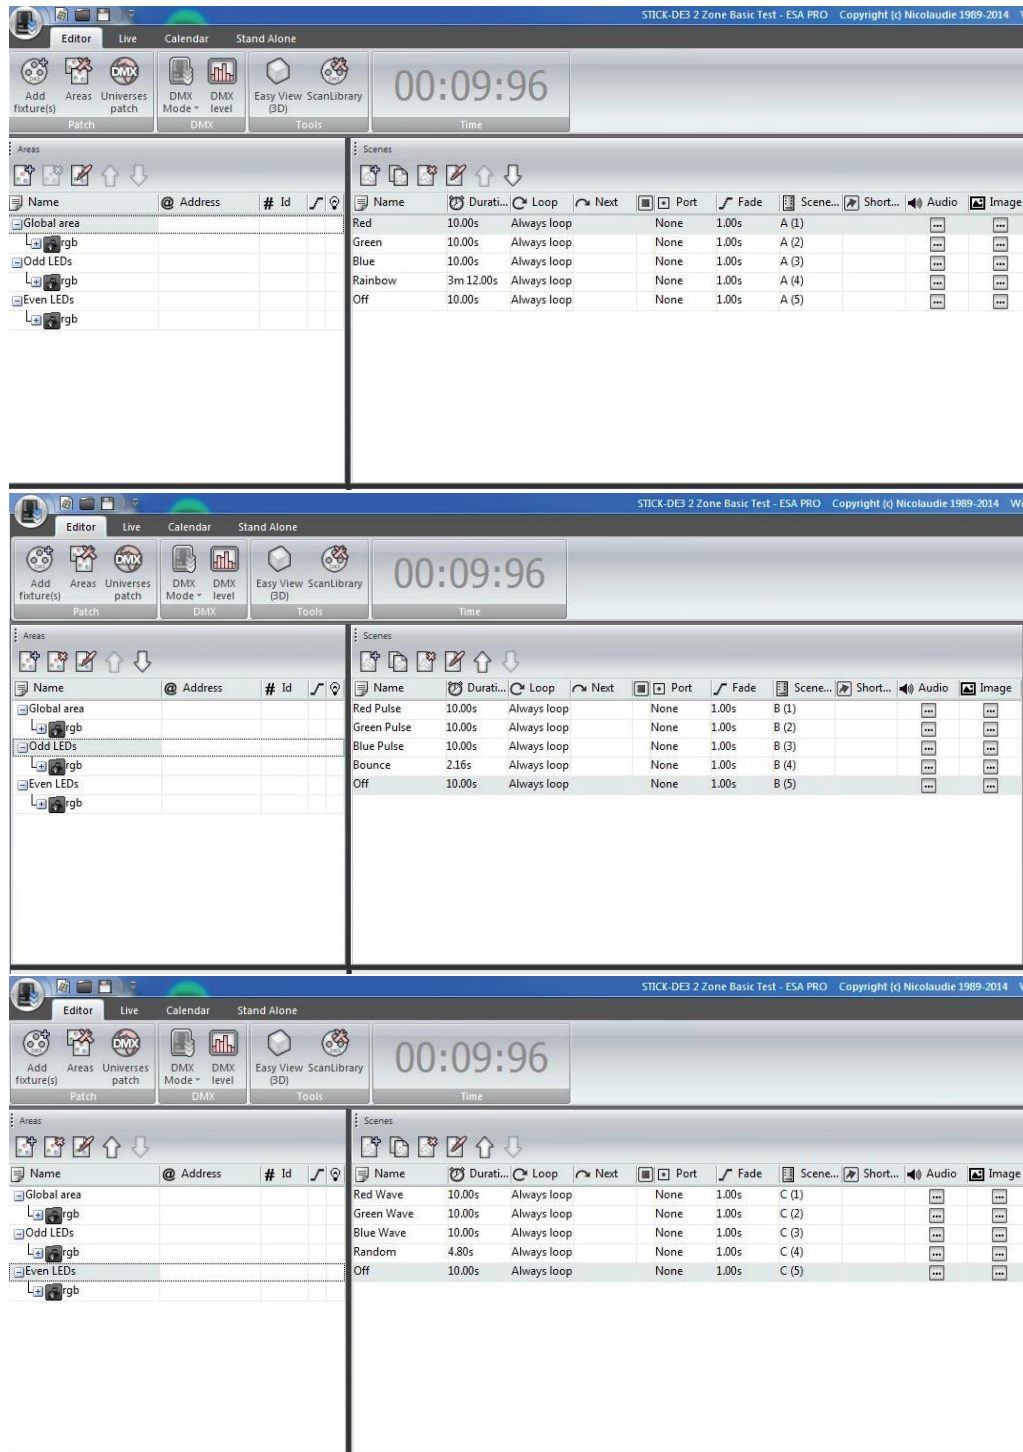 STICK-DE3 2 Zone Basic Test - ESA PRO Copyright (c) Nicolaudie 1989-2014
Editor Live Calendar Stand Alone
Add fixture(s) Areas Universes patch DMX Mode DMX level Easy View (3D) ScanLibrary 00:09:96
Patch DMX Tools Time
Areas Scenes
Name @ Address # Id Name Durati... Loop Next Port Fade Scene... Short... Audio Image
Global area Red 10.00s Always loop None 1.00s A (1) ... ...
rgb Green 10.00s Always loop None 1.00s A (2) ... ...
Odd LEDs Blue 10.00s Always loop None 1.00s A (3) ... ...
rgb Rainbow 3m 12.00s Always loop None 1.00s A (4) ... ...
Even LEDs Off 10.00s Always loop None 1.00s A (5) ... ...
rgb
STICK-DE3 2 Zone Basic Test - ESA PRO Copyright (c) Nicolaudie 1989-2014
Editor Live Calendar Stand Alone
Add fixture(s) Areas Universes patch DMX Mode DMX level Easy View (3D) ScanLibrary 00:09:96
Patch DMX Tools Time
Areas Scenes
Name @ Address # Id Name Durati... Loop Next Port Fade Scene... Short... Audio Image
Global area Red Pulse 10.00s Always loop None 1.00s B (1) ... ...
rgb Green Pulse 10.00s Always loop None 1.00s B (2) ... ...
Odd LEDs Blue Pulse 10.00s Always loop None 1.00s B (3) ... ...
rgb Bounce 2.16s Always loop None 1.00s B (4) ... ...
Even LEDs Off 10.00s Always loop None 1.00s B (5) ... ...
rgb
STICK-DE3 2 Zone Basic Test - ESA PRO Copyright (c) Nicolaudie 1989-2014
Editor Live Calendar Stand Alone
Add fixture(s) Areas Universes patch DMX Mode DMX level Easy View (3D) ScanLibrary 00:09:96
Patch DMX Tools Time
Areas Scenes
Name @ Address # Id Name Durati... Loop Next Port Fade Scene... Short... Audio Image
Global area Red Wave 10.00s Always loop None 1.00s C (1) ... ...
rgb Green Wave 10.00s Always loop None 1.00s C (2) ... ...
Odd LEDs Blue Wave 10.00s Always loop None 1.00s C (3) ... ...
rgb Random 4.80s Always loop None 1.00s C (4) ... ...
Even LEDs Off 10.00s Always loop None 1.00s C (5) ... ...
rgb